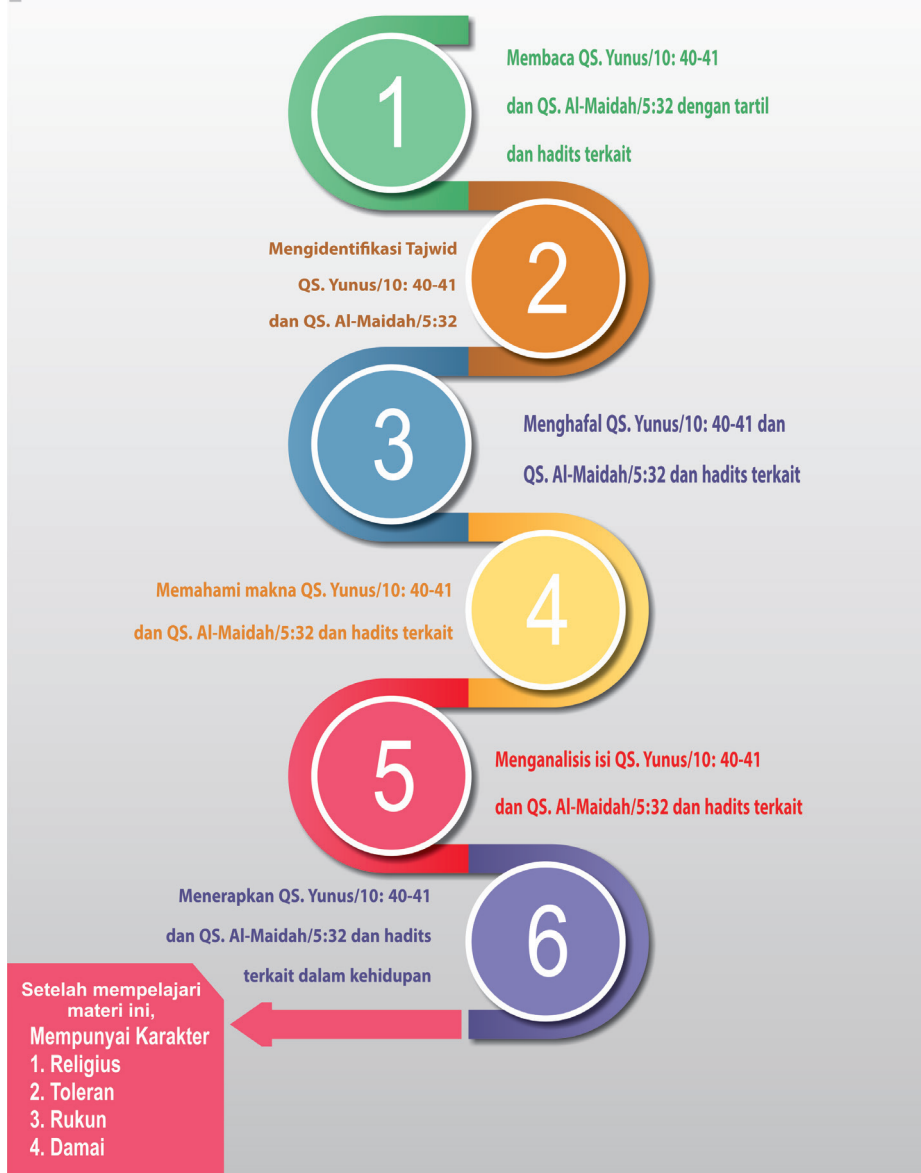 1
Membaca QS. Yunus/10: 40-41
dan QS. Al-Maidah/5:32 dengan tartil
dan hadits terkait
2
Mengidentifikasi Tajwid
QS. Yunus/10: 40-41
dan QS. Al-Maidah/5:32
3
Menghafal QS. Yunus/10: 40-41 dan
QS. Al-Maidah/5:32 dan hadits terkait
4
Memahami makna QS. Yunus/10: 40-41
dan QS. Al-Maidah/5:32 dan hadits terkait
5
Menganalisis isi QS. Yunus/10: 40-41
dan QS. Al-Maidah/5:32 dan hadits terkait
6
Menerapkan QS. Yunus/10: 40-41
dan QS. Al-Maidah/5:32 dan hadits
terkait dalam kehidupan
Setelah mempelajari
materi ini,
Mempunyai Karakter
1. Religius
2. Toleran
3. Rukun
4. Damai